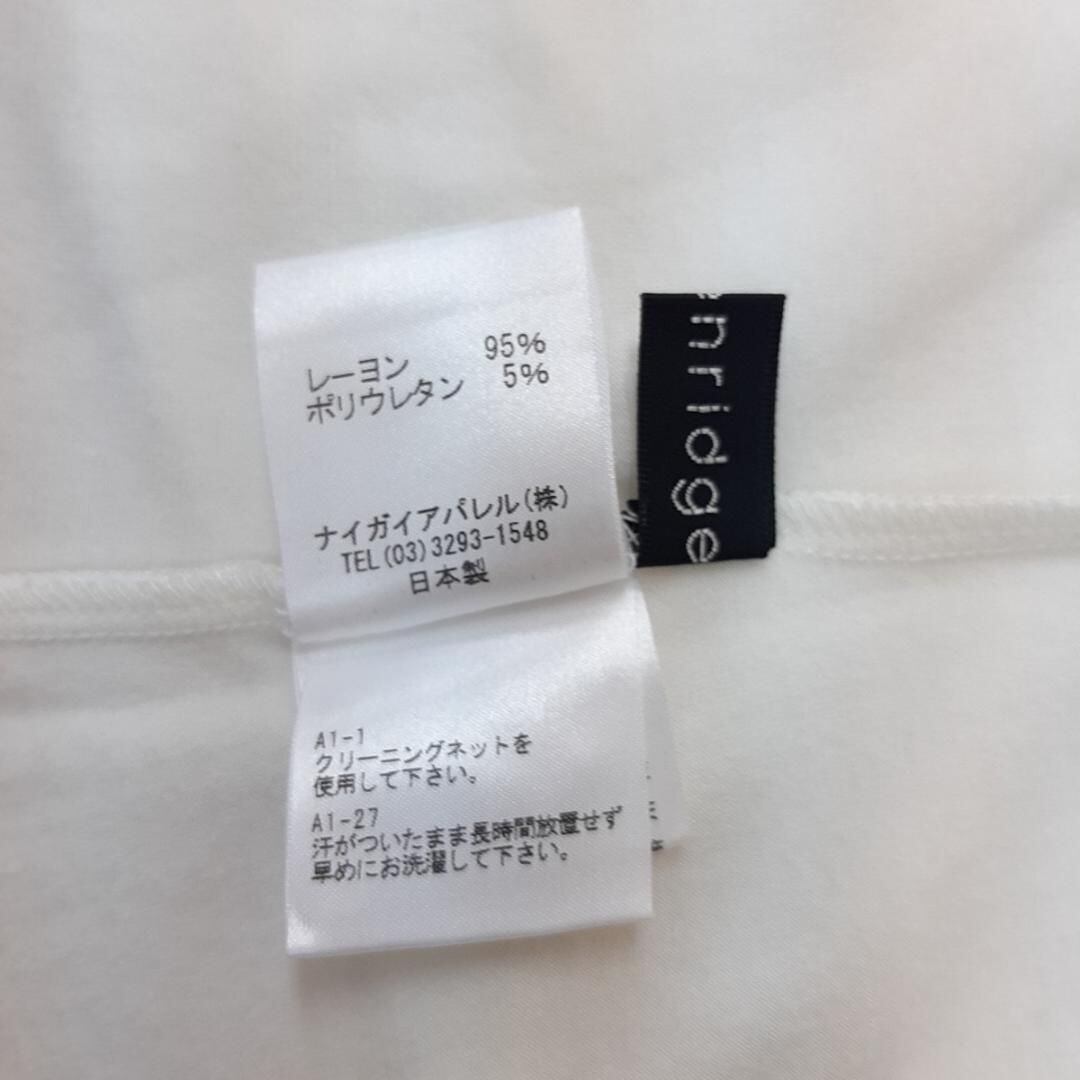 レーヨン 95%
ポリウレタン 5%
ナイガイアパレル(株)
TEL(03)3293-1548
日本製
A1-1
クリーニングネットを
使用して下さい。
A1-27
汗がついたまま長時間放置せず
早めにお洗濯して下さい。
enridge